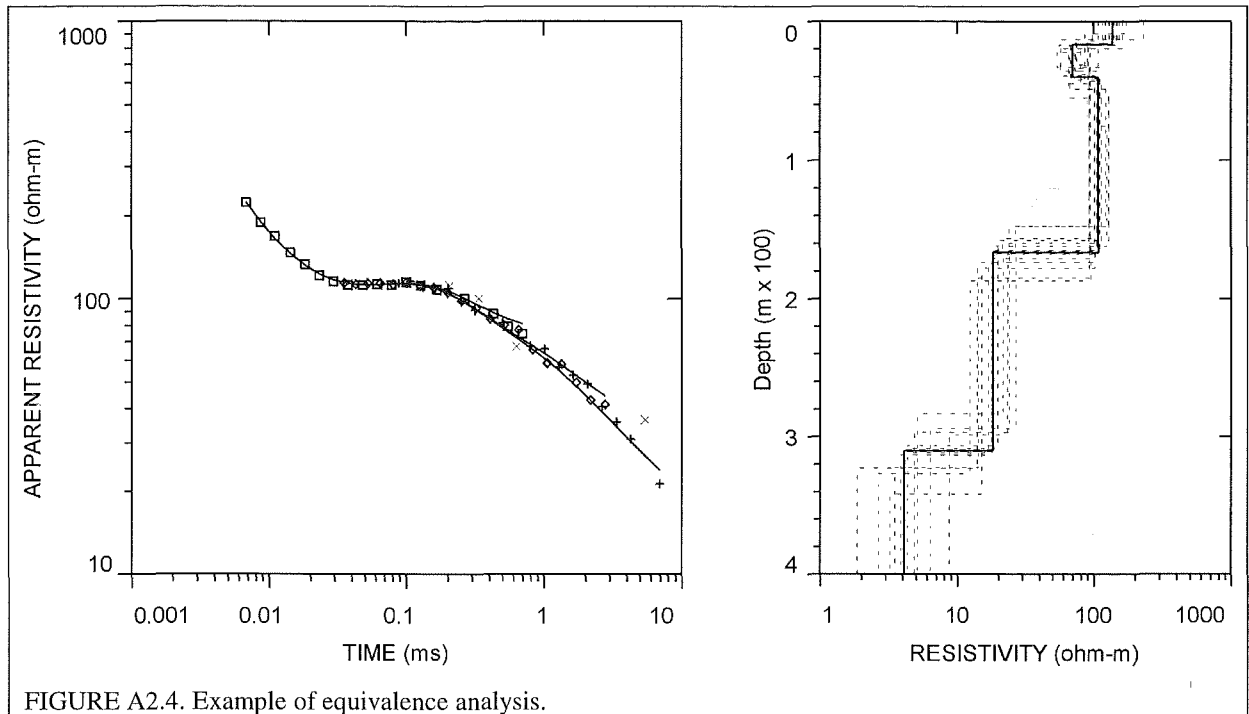 1000
100
10
APPARENT RESISTIVITY (ohm-m)
0.001 0.01 0.1 1 10
TIME (ms)
0
1
2
3
4
Depth (m x 100)
1 10 100 1000
RESISTIVITY (ohm-m)
FIGURE A2.4. Example of equivalence analysis.